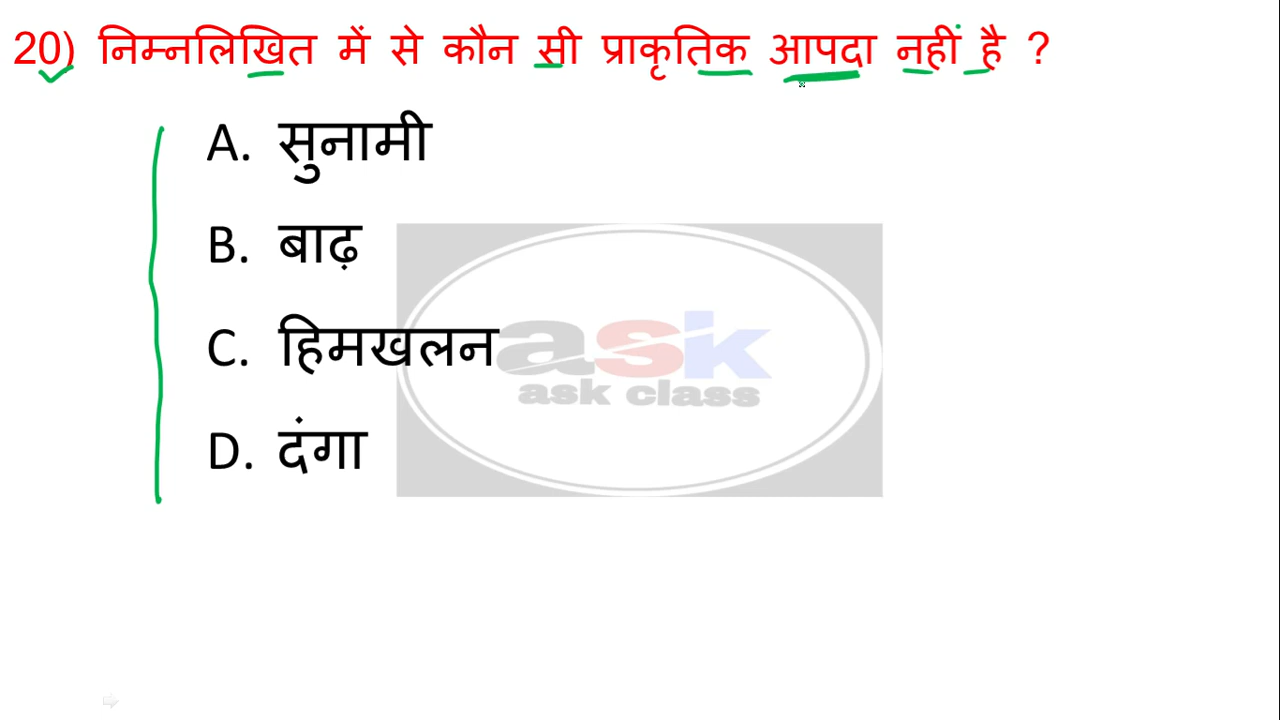 20) निम्नलिखित में से कौन सी प्राकृतिक आपदा नहीं है ?
A. सुनामी
B. बाढ़
C. हिमखलन
D. दंगा
ask
ask class